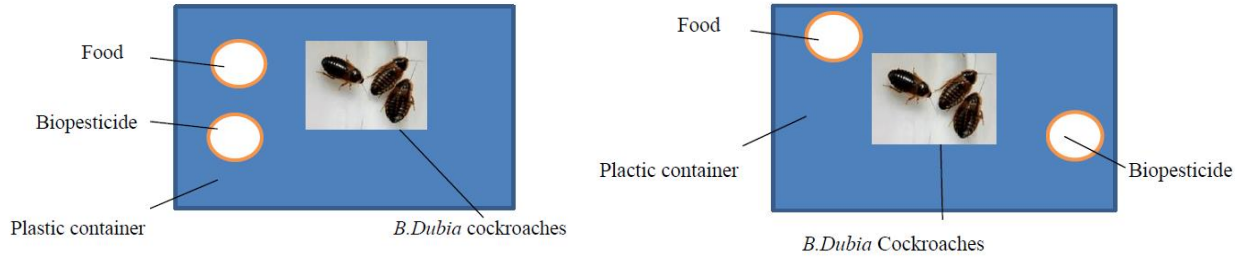 Food
Biopesticide
Plastic container
B.Dubia cockroaches
Food
Plactic container
Biopesticide
B.Dubia Cockroaches